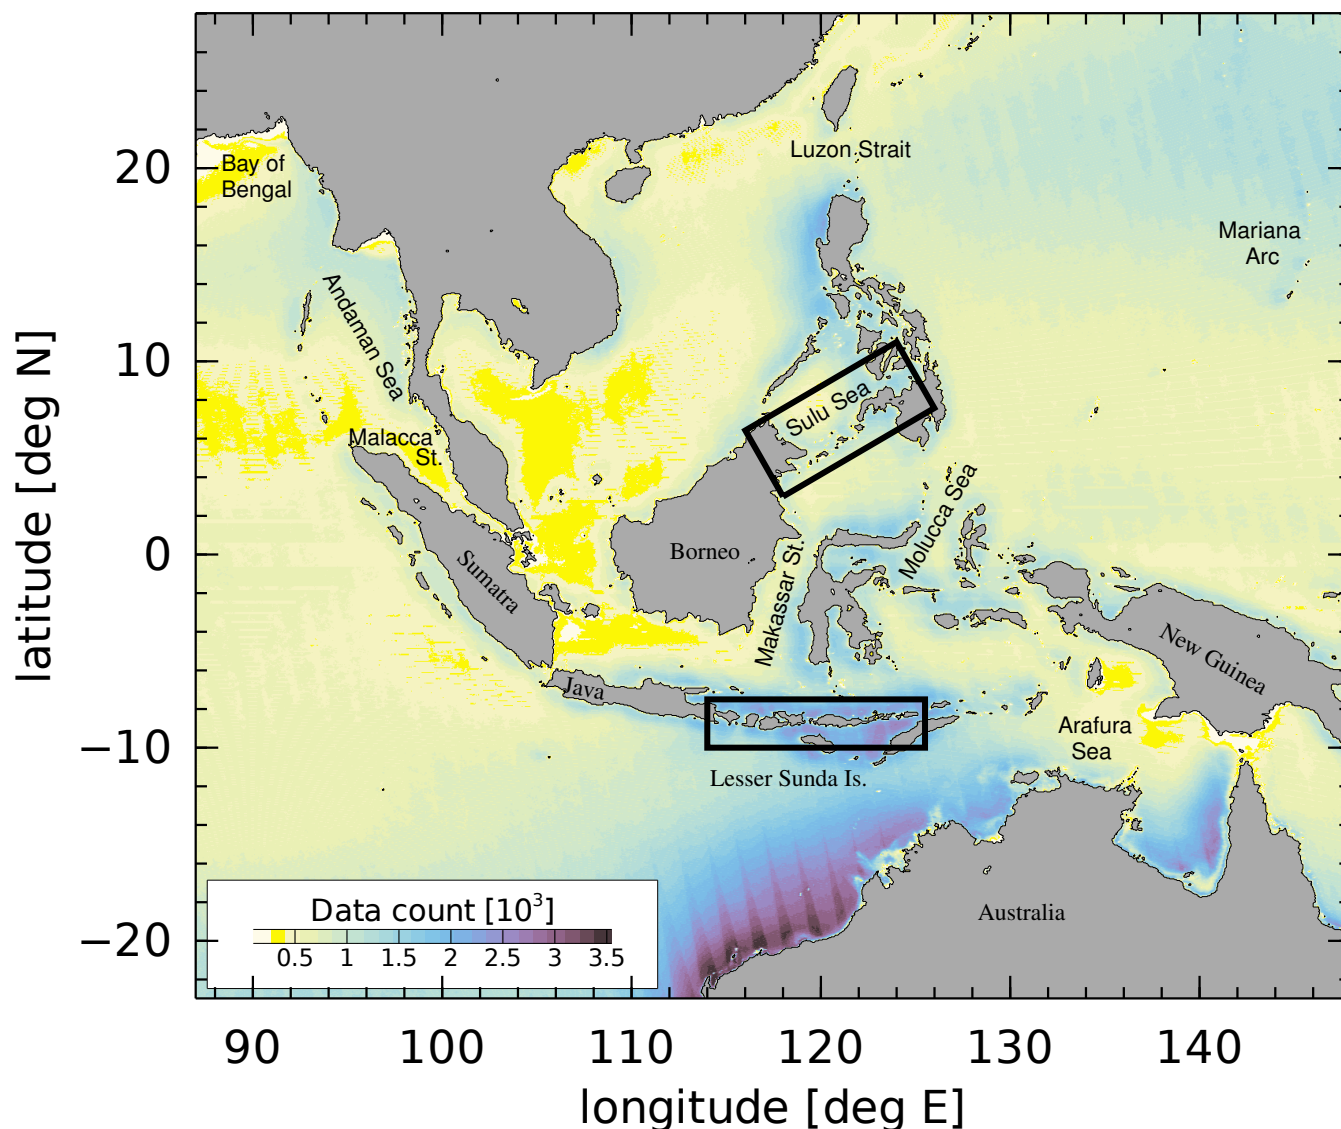 Luzon Strait
Bay of
Bengal
Mariana
Arc
Andaman Sea
Sulu Sea
Malacca
St.
Molucca Sea
Borneo
Makassar St.
Sumatra
New Guinea
Java
Arafura
Sea
Lesser Sunda Is.
Australia
Data count [10³]
0.5 1 1.5 2 2.5 3 3.5
20
10
0
−10
−20
latitude [deg N]
90 100 110 120 130 140
longitude [deg E]